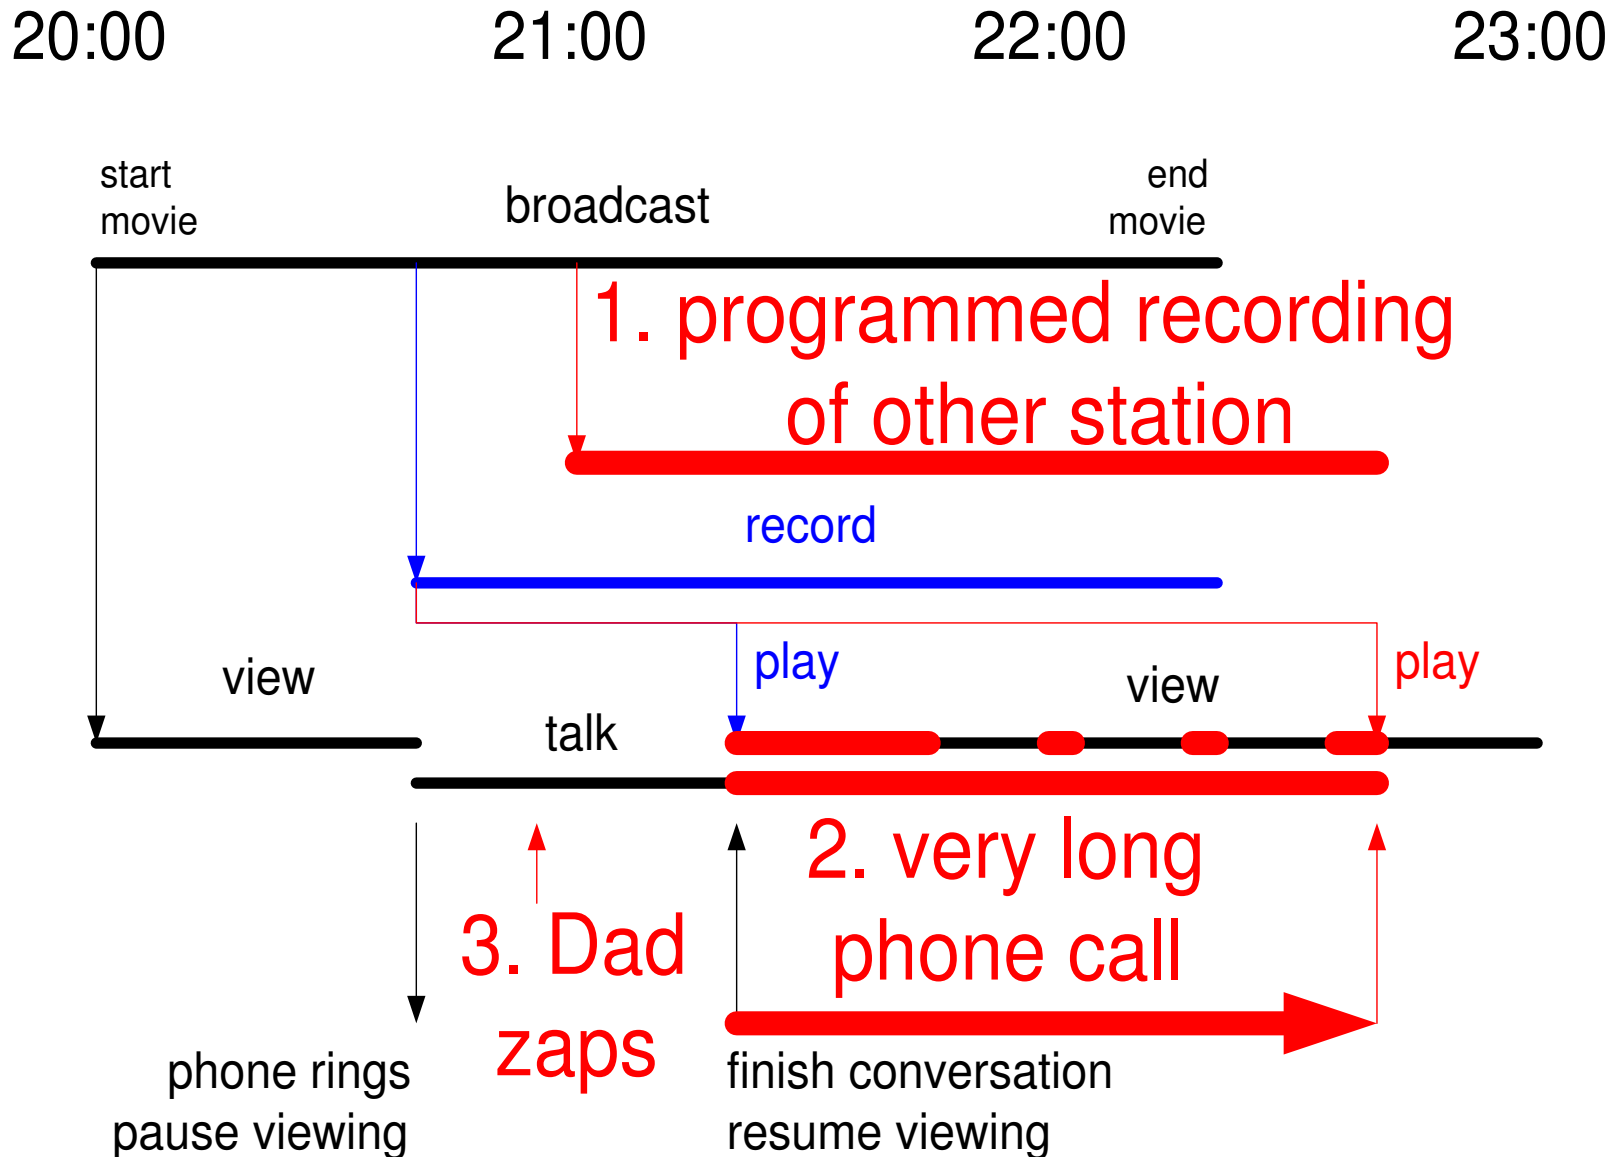 20:00 21:00 22:00 23:00
start
movie
broadcast
end
movie
1. programmed recording
of other station
record
view
play
view
play
talk
2. very long
phone call
3. Dad
zaps
phone rings
pause viewing
finish conversation
resume viewing